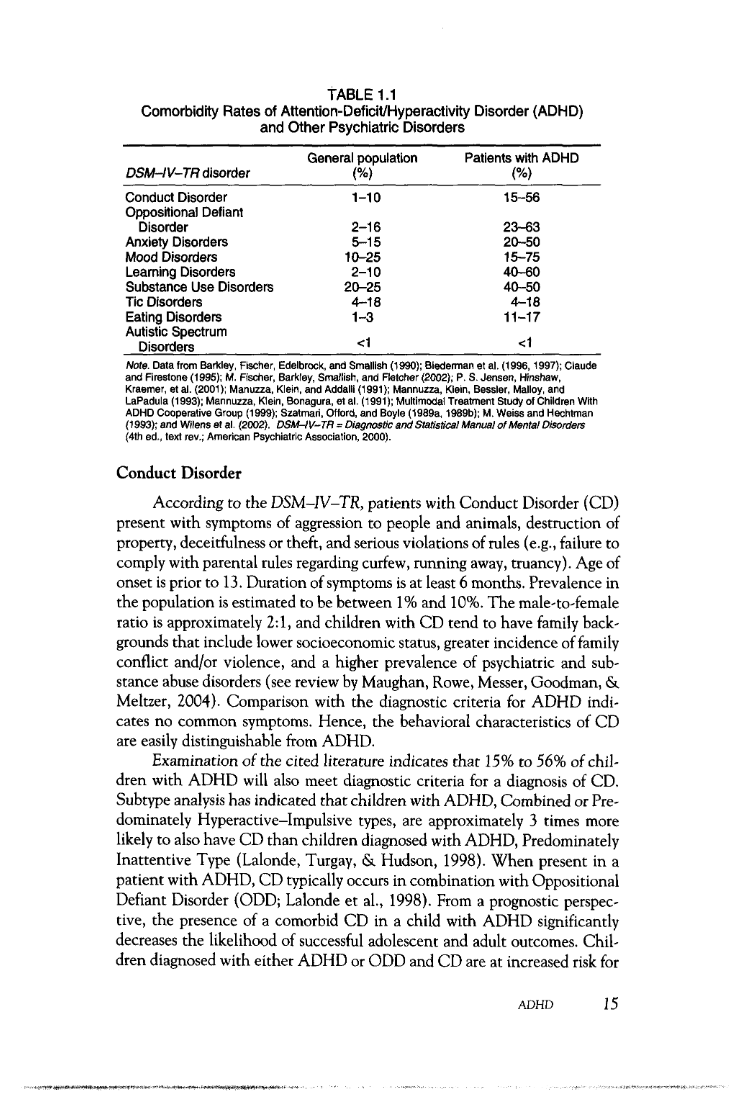 TABLE 1.1
Comorbidity Rates of Attention-Deficit/Hyperactivity Disorder (ADHD)
and Other Psychiatric Disorders
General population Patients with ADHD
DSM–IV–TR disorder (%) (%)
Conduct Disorder 1–10 15–56
Oppositional Defiant
Disorder 2–16 23–63
Anxiety Disorders 5–15 20–50
Mood Disorders 10–25 15–75
Learning Disorders 2–10 40–60
Substance Use Disorders 20–25 40–50
Tic Disorders 4–18 4–18
Eating Disorders 1–3 11–17
Autistic Spectrum
Disorders <1 <1
Note. Data from Barkley, Fischer, Edelbrock, and Smallish (1990); Biederman et al. (1996, 1997); Claude
and Firestone (1995); M. Fischer, Barkley, Smallish, and Fletcher (2002); P. S. Jensen, Hinshaw,
Kraemer, et al. (2001); Manuzza, Klein, and Addalli (1991); Mannuzza, Klein, Bessler, Malloy, and
LaPadula (1993); Mannuzza, Klein, Bonagura, et al. (1991); Multimodal Treatment Study of Children With
ADHD Cooperative Group (1999); Szatmari, Offord, and Boyle (1989a, 1989b); M. Weiss and Hechtman
(1993); and Wilens et al. (2002). DSM–IV–TR = Diagnostic and Statistical Manual of Mental Disorders
(4th ed., text rev.; American Psychiatric Association, 2000).
Conduct Disorder
According to the DSM–IV–TR, patients with Conduct Disorder (CD)
present with symptoms of aggression to people and animals, destruction of
property, deceitfulness or theft, and serious violations of rules (e.g., failure to
comply with parental rules regarding curfew, running away, truancy). Age of
onset is prior to 13. Duration of symptoms is at least 6 months. Prevalence in
the population is estimated to be between 1% and 10%. The male-to-female
ratio is approximately 2:1, and children with CD tend to have family back-
grounds that include lower socioeconomic status, greater incidence of family
conflict and/or violence, and a higher prevalence of psychiatric and sub-
stance abuse disorders (see review by Maughan, Rowe, Messer, Goodman, &
Meltzer, 2004). Comparison with the diagnostic criteria for ADHD indi-
cates no common symptoms. Hence, the behavioral characteristics of CD
are easily distinguishable from ADHD.
Examination of the cited literature indicates that 15% to 56% of chil-
dren with ADHD will also meet diagnostic criteria for a diagnosis of CD.
Subtype analysis has indicated that children with ADHD, Combined or Pre-
dominately Hyperactive–Impulsive types, are approximately 3 times more
likely to also have CD than children diagnosed with ADHD, Predominately
Inattentive Type (Lalonde, Turgay, & Hudson, 1998). When present in a
patient with ADHD, CD typically occurs in combination with Oppositional
Defiant Disorder (ODD; Lalonde et al., 1998). From a prognostic perspec-
tive, the presence of a comorbid CD in a child with ADHD significantly
decreases the likelihood of successful adolescent and adult outcomes. Chil-
dren diagnosed with either ADHD or ODD and CD are at increased risk for
ADHD 15